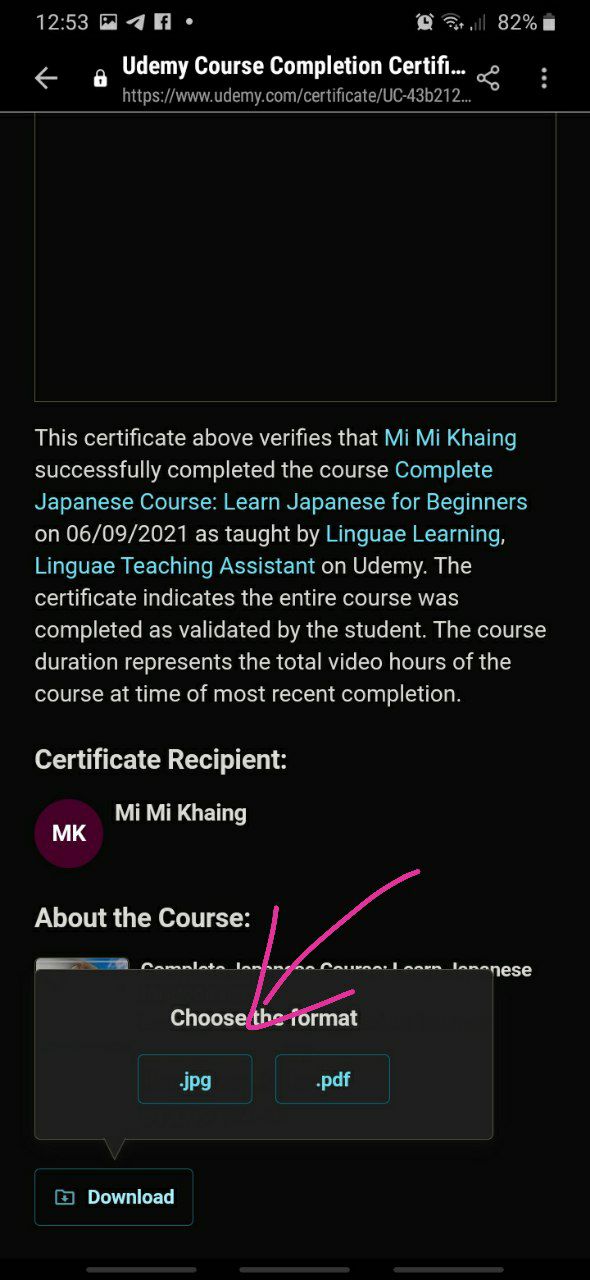 12:53
82%
Udemy Course Completion Certifi...
https://www.udemy.com/certificate/UC-43b212...
This certificate above verifies that Mi Mi Khaing
successfully completed the course Complete
Japanese Course: Learn Japanese for Beginners
on 06/09/2021 as taught by Linguae Learning,
Linguae Teaching Assistant on Udemy. The
certificate indicates the entire course was
completed as validated by the student. The course
duration represents the total video hours of the
course at time of most recent completion.
Certificate Recipient:
MK
Mi Mi Khaing
About the Course:
Complete Japanese Course: Learn Japanese
Choose the format
.jpg
.pdf
Download